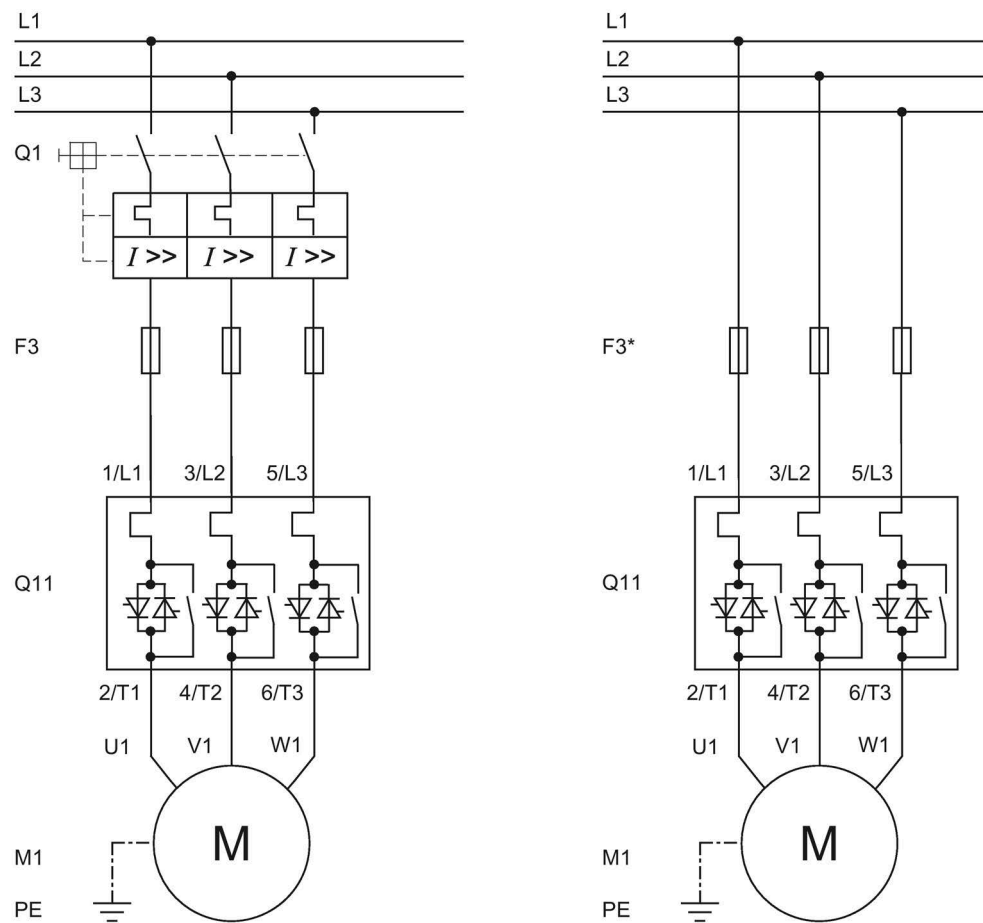 L1
L2
L3
Q1
I >> I >> I >>
F3
1/L1 3/L2 5/L3
Q11
2/T1 4/T2 6/T3
U1 V1 W1
M
M1
PE
L1
L2
L3
F3*
1/L1 3/L2 5/L3
Q11
2/T1 4/T2 6/T3
U1 V1 W1
M
M1
PE